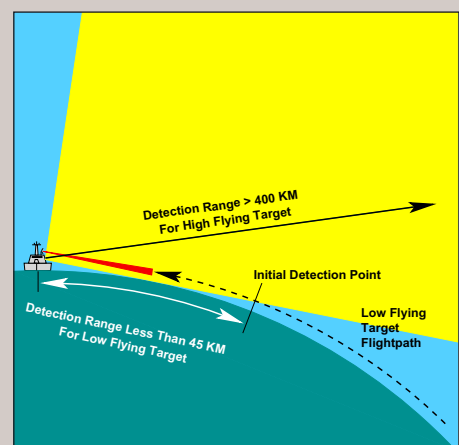 Detection Range > 400 KM
For High Flying Target
Initial Detection Point
Low Flying
Target
Flightpath
Detection Range Less Than 45 KM
For Low Flying Target